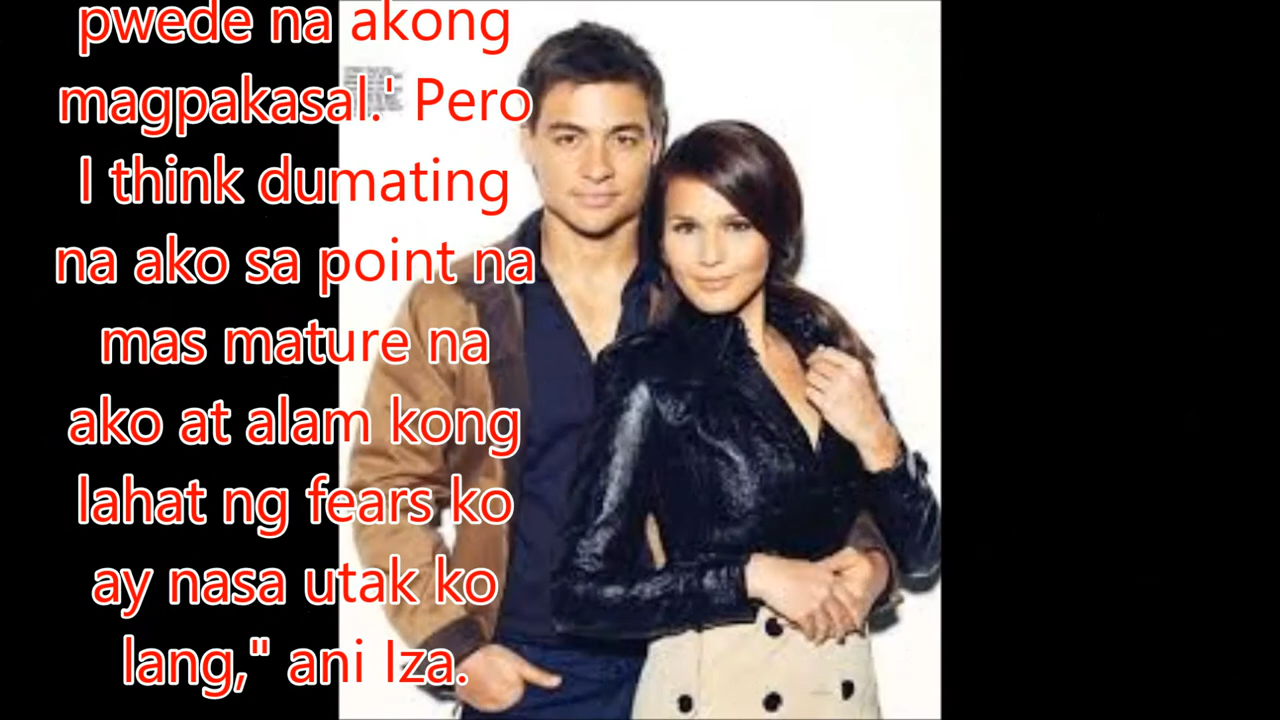 pwede na akong
magpakasal.' Pero
I think dumating
na ako sa point na
mas mature na
ako at alam kong
lahat ng fears ko
ay nasa utak ko
lang," ani Iza.